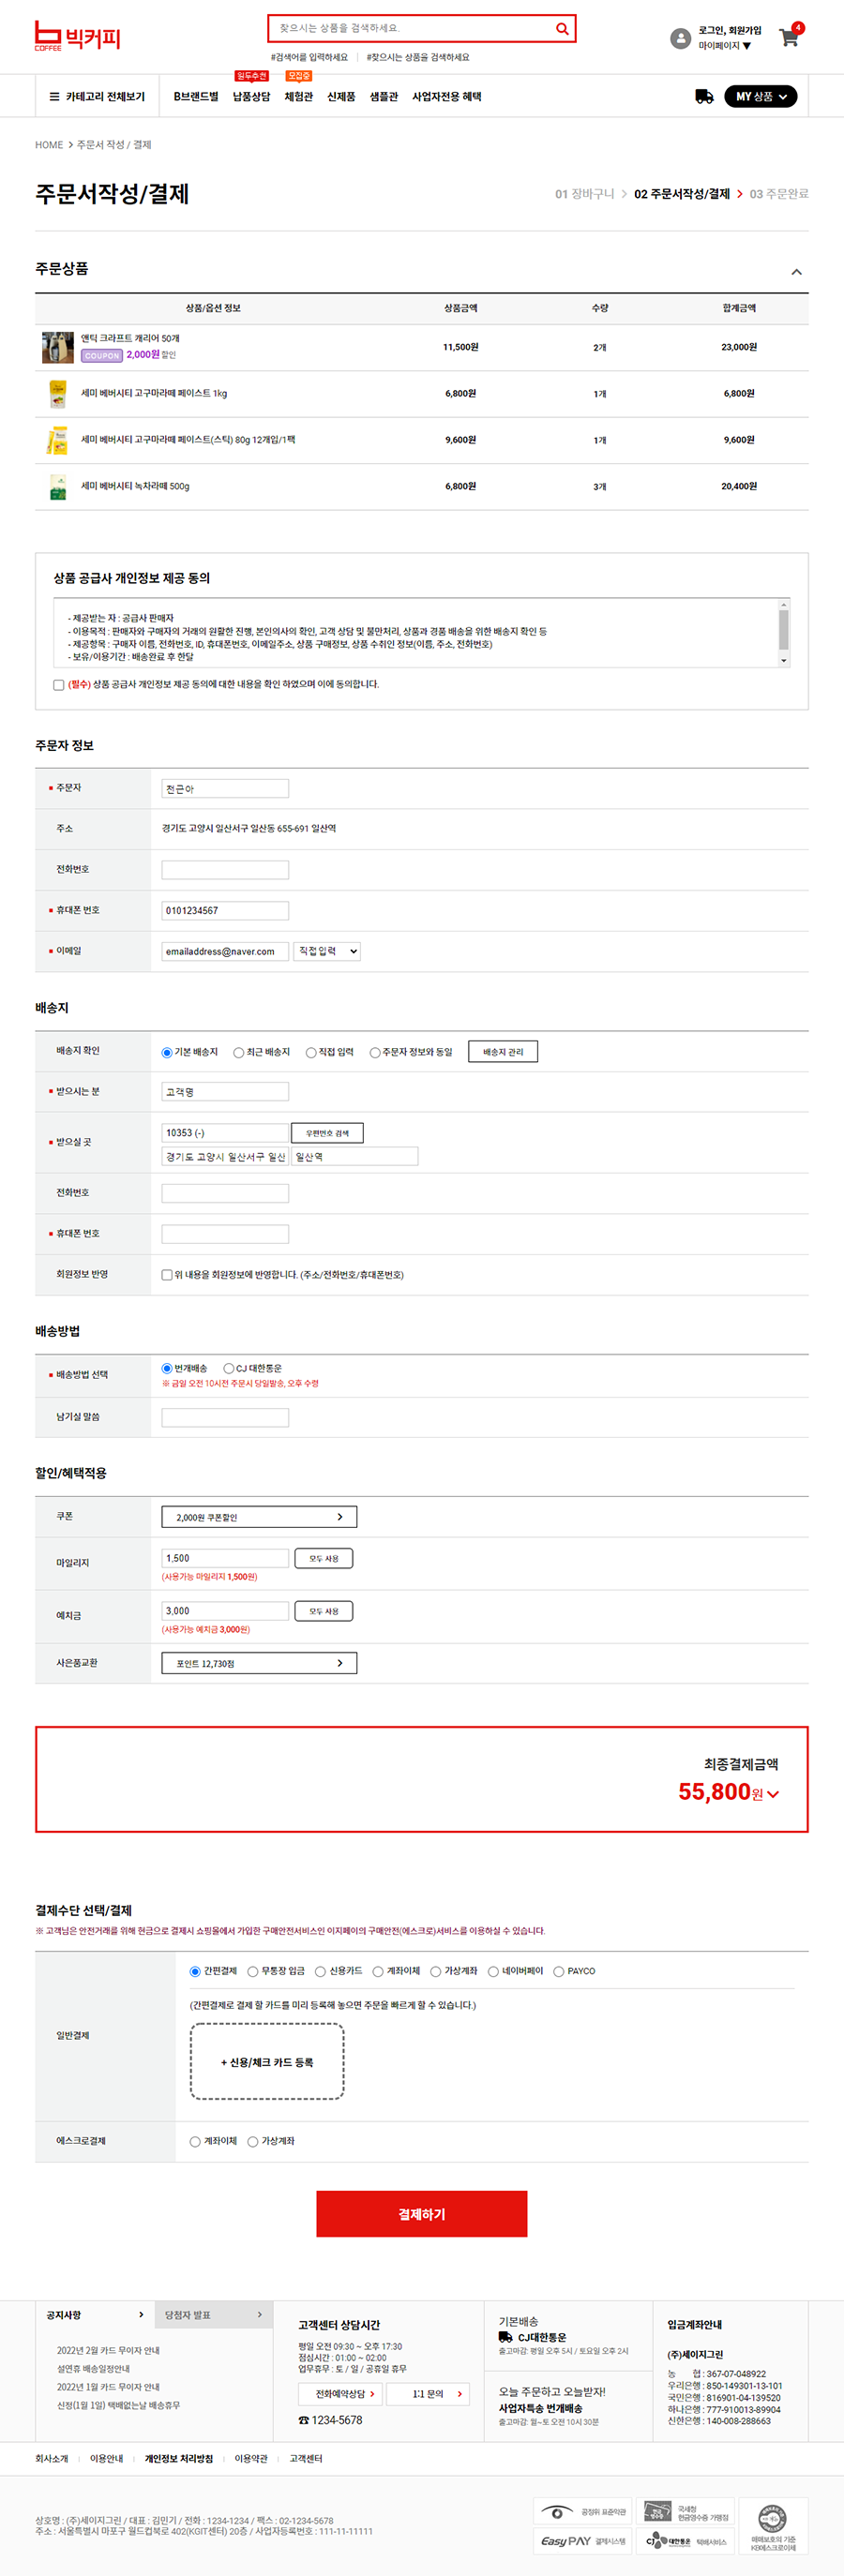 COFFEE 빅커피
찾으시는 상품을 검색하세요.
#검색어를 입력하세요 #찾으시는 상품을 검색하세요
로그인, 회원가입
마이페이지 ▼
4
원두추천 모집중
카테고리 전체보기 B브랜드별 납품상담 체험관 신제품 샘플관 사업자전용 혜택 MY 상품
HOME > 주문서 작성 / 결제
주문서작성/결제
01 장바구니 > 02 주문서작성/결제 > 03 주문완료
주문상품
상품/옵션 정보 상품금액 수량 합계금액
앤틱 크라프트 캐리어 50개
COUPON 2,000원 할인
11,500원 2개 23,000원
세미 베버시티 고구마라떼 페이스트 1kg 6,800원 1개 6,800원
세미 베버시티 고구마라떼 페이스트(스틱) 80g 12개입/1팩 9,600원 1개 9,600원
세미 베버시티 녹차라떼 500g 6,800원 3개 20,400원
상품 공급사 개인정보 제공 동의
- 제공받는 자 : 공급사 판매자
- 이용목적 : 판매자와 구매자의 거래의 원활한 진행, 본인의사의 확인, 고객 상담 및 불만처리, 상품과 경품 배송을 위한 배송지 확인 등
- 제공항목 : 구매자 이름, 전화번호, ID, 휴대폰번호, 이메일주소, 상품 구매정보, 상품 수취인 정보(이름, 주소, 전화번호)
- 보유/이용기간 : 배송완료 후 한달
(필수) 상품 공급사 개인정보 제공 동의에 대한 내용을 확인 하였으며 이에 동의합니다.
주문자 정보
주문자 전근아
주소 경기도 고양시 일산서구 일산동 655-691 일산역
전화번호
휴대폰 번호 0101234567
이메일 emailaddress@naver.com 직접입력
배송지
배송지 확인 기본 배송지 최근 배송지 직접 입력 주문자 정보와 동일 배송지 관리
받으시는 분 고객명
받으실 곳 10353 (-) 우편번호 검색
경기도 고양시 일산서구 일산 일산역
전화번호
휴대폰 번호
회원정보 반영 위 내용을 회원정보에 반영합니다. (주소/전화번호/휴대폰번호)
배송방법
배송방법 선택 번개배송 CJ 대한통운
※ 금일 오전 10시전 주문시 당일발송, 오후 수령
남기실 말씀
할인/혜택적용
쿠폰 2,000원 쿠폰할인 >
마일리지 1,500 모두 사용
(사용가능 마일리지 1,500원)
예치금 3,000 모두 사용
(사용가능 예치금 3,000원)
사은품교환 포인트 12,730점 >
최종결제금액
55,800원
결제수단 선택/결제
※ 고객님은 안전거래를 위해 현금으로 결제시 쇼핑몰에서 가입한 구매안전서비스인 이지페이의 구매안전(에스크로)서비스를 이용하실 수 있습니다.
일반결제 간편결제 무통장 입금 신용카드 계좌이체 가상계좌 네이버페이 PAYCO
(간편결제로 결제 할 카드를 미리 등록해 놓으면 주문을 빠르게 할 수 있습니다.)
+ 신용/체크 카드 등록
에스크로결제 계좌이체 가상계좌
결제하기
공지사항 > 당첨자 발표 >
2022년 2월 카드 무이자 안내
설연휴 배송일정안내
2022년 1월 카드 무이자 안내
신정(1월 1일) 택배없는날 배송휴무
고객센터 상담시간
평일 오전 09:30 ~ 오후 17:30
점심시간 : 01:00 ~ 02:00
업무휴무 : 토 / 일 / 공휴일 휴무
전화예약상담 > 1:1 문의 >
☎ 1234-5678
기본배송
CJ대한통운
출고마감: 평일 오후 5시 / 토요일 오후 2시
오늘 주문하고 오늘받자!
사업자특송 번개배송
출고마감: 월~토 오전 10시 30분
입금계좌안내
(주)세이지그린
농 협 : 367-07-048922
우리은행 : 850-149301-13-101
국민은행 : 816901-04-139520
하나은행 : 777-910013-89904
신한은행 : 140-008-288663
회사소개 이용안내 개인정보 처리방침 이용약관 고객센터
상호명 : (주)세이지그린 / 대표 : 김민기 / 전화 : 1234-1234 / 팩스 : 02-1234-5678
주소 : 서울특별시 마포구 월드컵북로 402(KGIT센터) 20층 / 사업자등록번호 : 111-11-11111
공정위 표준약관
국세청
현금영수증 가맹점
EasyPAY 결제시스템
CJ 대한통운 택배서비스
매매보호의 기준
KB에스크로이체